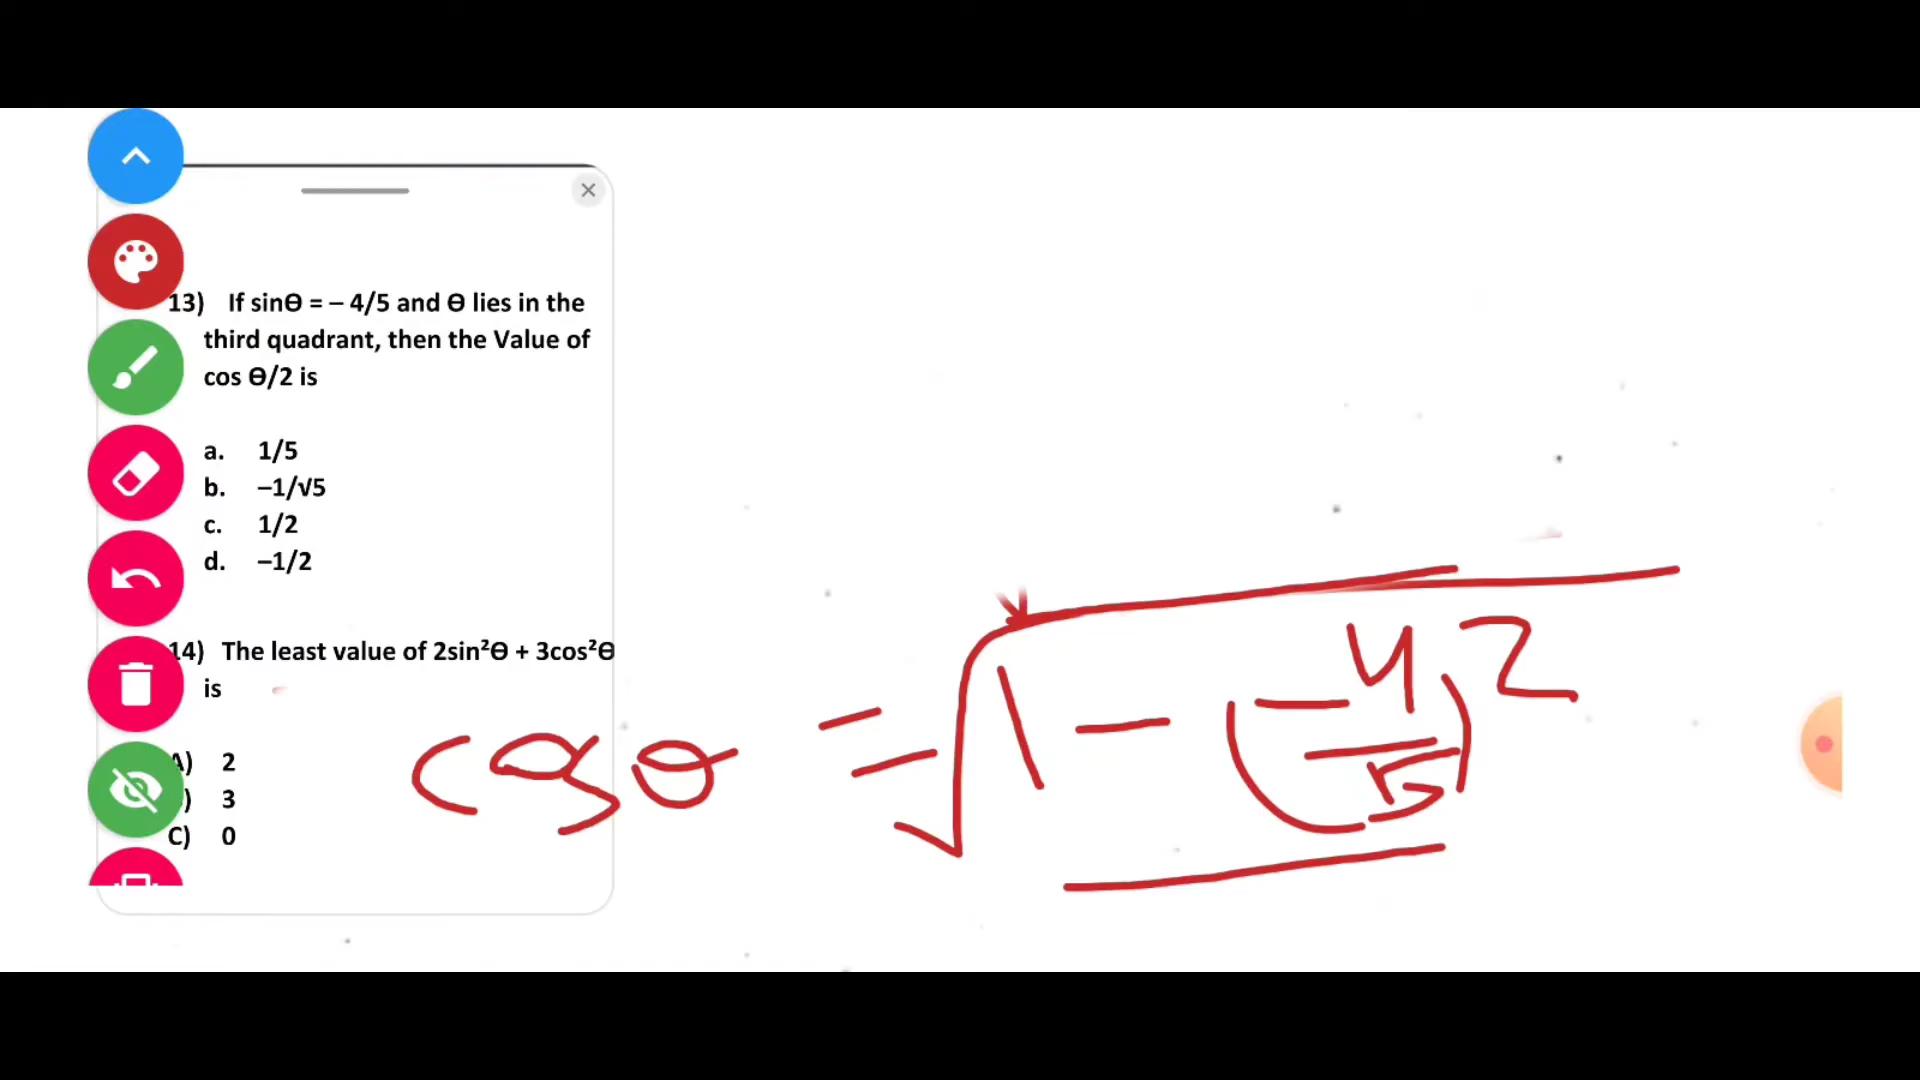 13) If sinϴ = – 4/5 and ϴ lies in the
third quadrant, then the Value of
cos ϴ/2 is
a. 1/5
b. –1/√5
c. 1/2
d. –1/2
14) The least value of 2sin²ϴ + 3cos²ϴ
is
A) 2
) 3
C) 0
cosθ = √1 - (-4/5)²